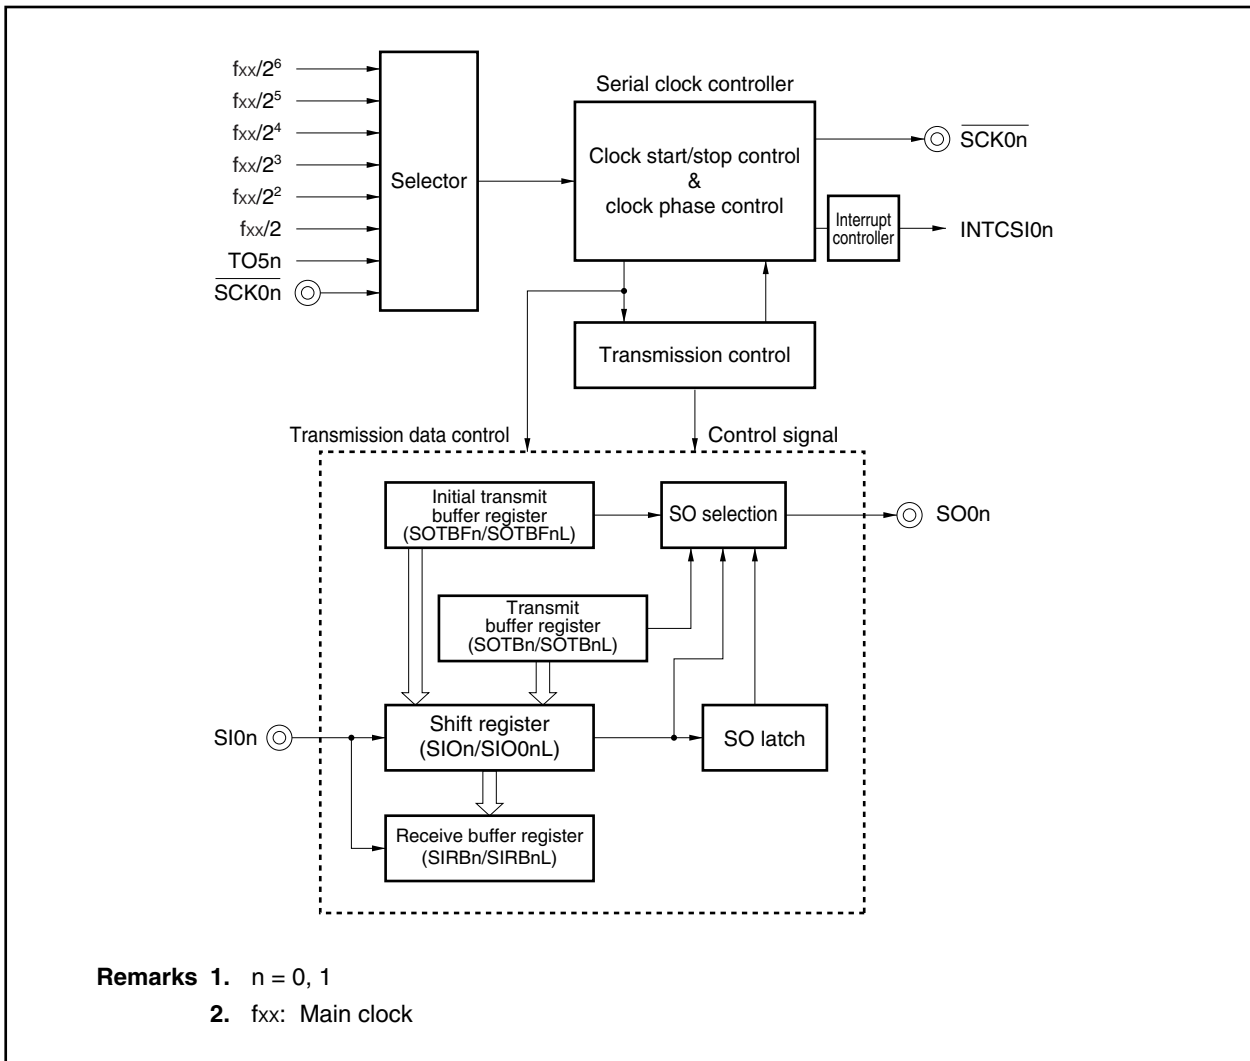 fxx/2⁶
fxx/2⁵
fxx/2⁴
fxx/2³
fxx/2²
fxx/2
TO5n
SCK0n
Selector
Serial clock controller
Clock start/stop control
&
clock phase control
SCK0n
Interrupt
controller
INTCSI0n
Transmission control
Transmission data control
Control signal
Initial transmit
buffer register
(SOTBFn/SOTBFnL)
SO selection
SO0n
Transmit
buffer register
(SOTBn/SOTBnL)
SI0n
Shift register
(SIOn/SIO0nL)
SO latch
Receive buffer register
(SIRBn/SIRBnL)
Remarks 1. n = 0, 1
2. fxx: Main clock